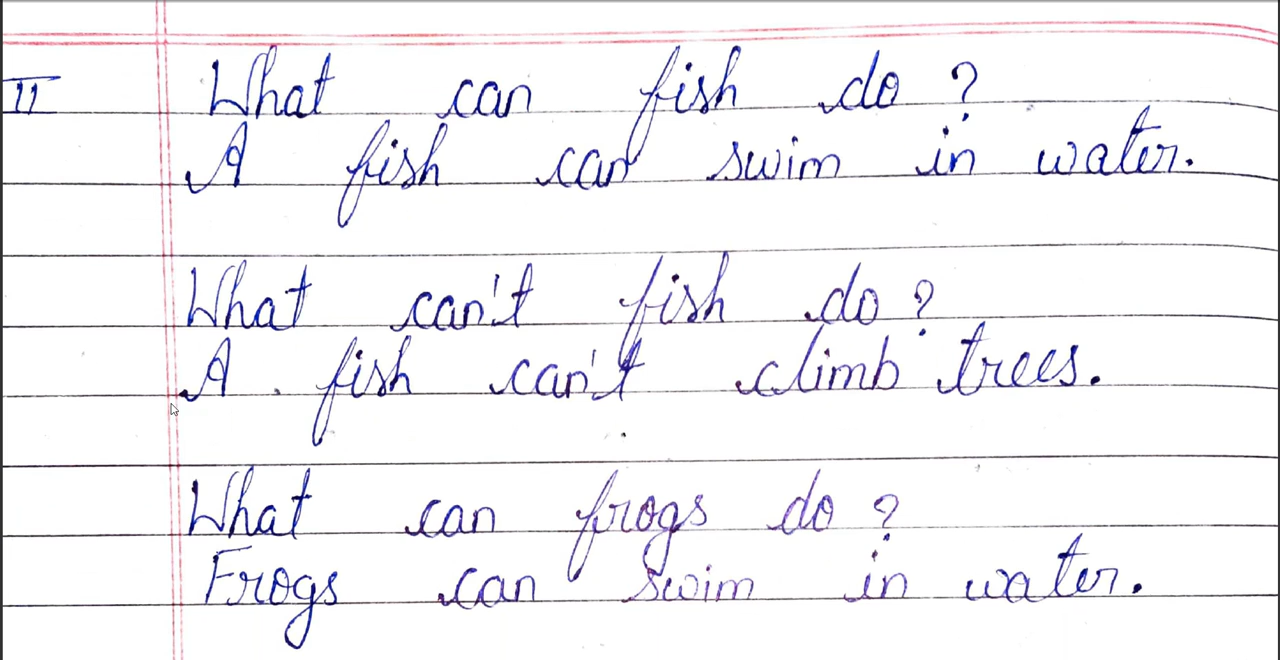 II What can fish do ?
A fish can swim in water.
What can't fish do ?
A fish can't climb trees.
What can frogs do ?
Frogs can swim in water.